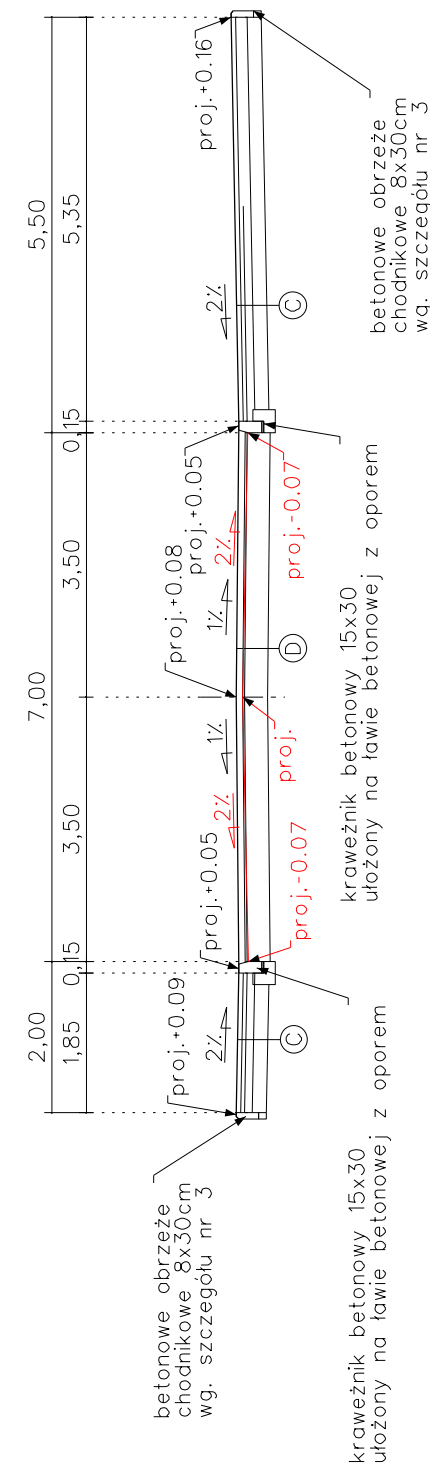 2,00
7,00
5,50
1,85
0,15
3,50
3,50
0,15
5,35
proj.+0.09
proj.+0.05
proj.+0.08
proj.+0.05
proj.+0.16
2%
2%
1%
1%
2%
2%
C
D
C
proj.-0.07
proj.
proj.-0.07
betonowe obrzeże
chodnikowe 8x30cm
wg. szczegółu nr 3
kraweżnik betonowy 15x30
ułożony na ławie betonowej z oporem
kraweżnik betonowy 15x30
ułożony na ławie betonowej z oporem
betonowe obrzeże
chodnikowe 8x30cm
wg. szczegółu nr 3